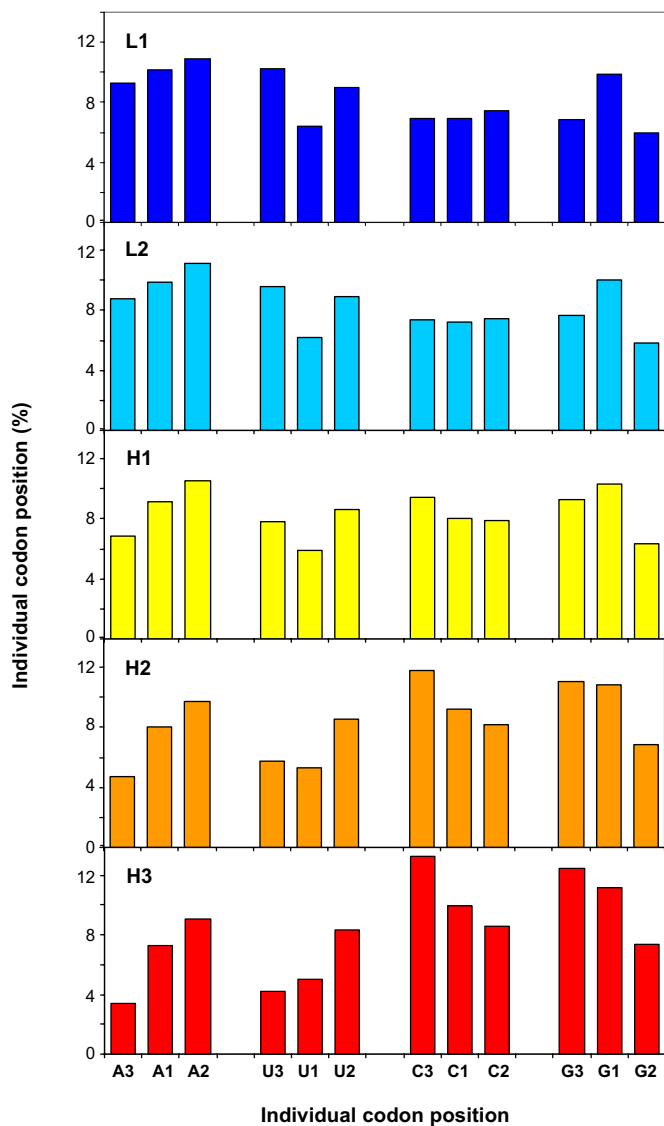 12
L1
8
4
0
12
L2
8
4
0
12
H1
8
4
0
12
H2
8
4
0
12
H3
8
4
0
A3 A1 A2 U3 U1 U2 C3 C1 C2 G3 G1 G2
Individual codon position (%)
Individual codon position